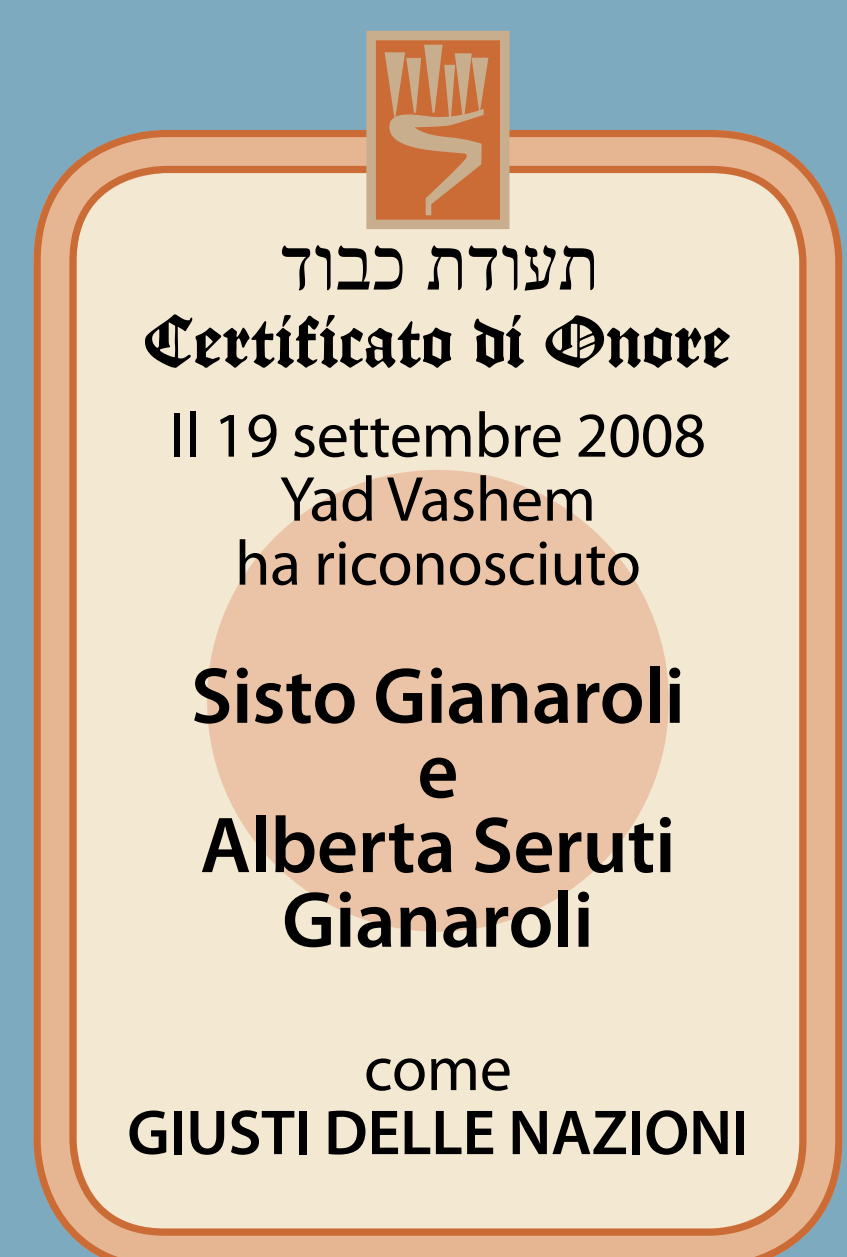 תעודת כבוד
Certificato di Onore
Il 19 settembre 2008
Yad Vashem
ha riconosciuto
Sisto Gianaroli
e
Alberta Seruti
Gianaroli
come
GIUSTI DELLE NAZIONI